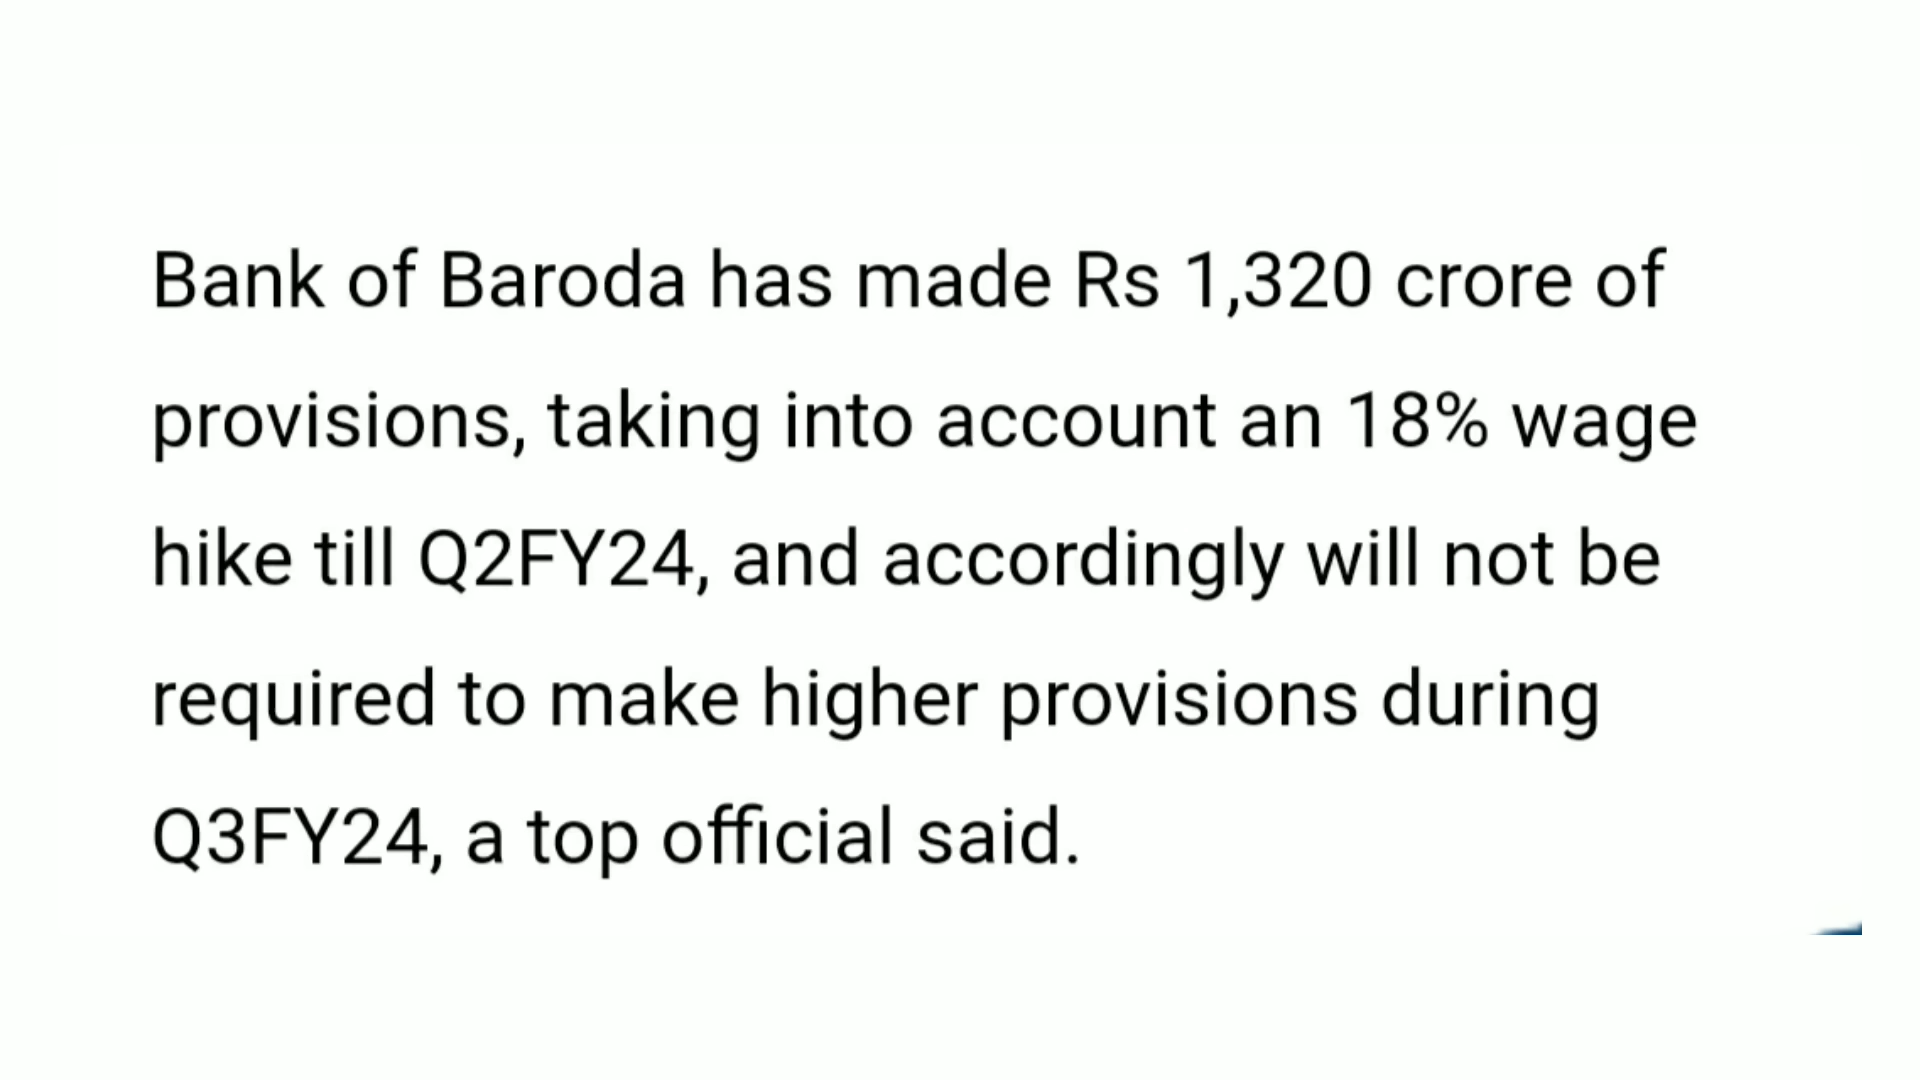 Bank of Baroda has made Rs 1,320 crore of
provisions, taking into account an 18% wage
hike till Q2FY24, and accordingly will not be
required to make higher provisions during
Q3FY24, a top official said.